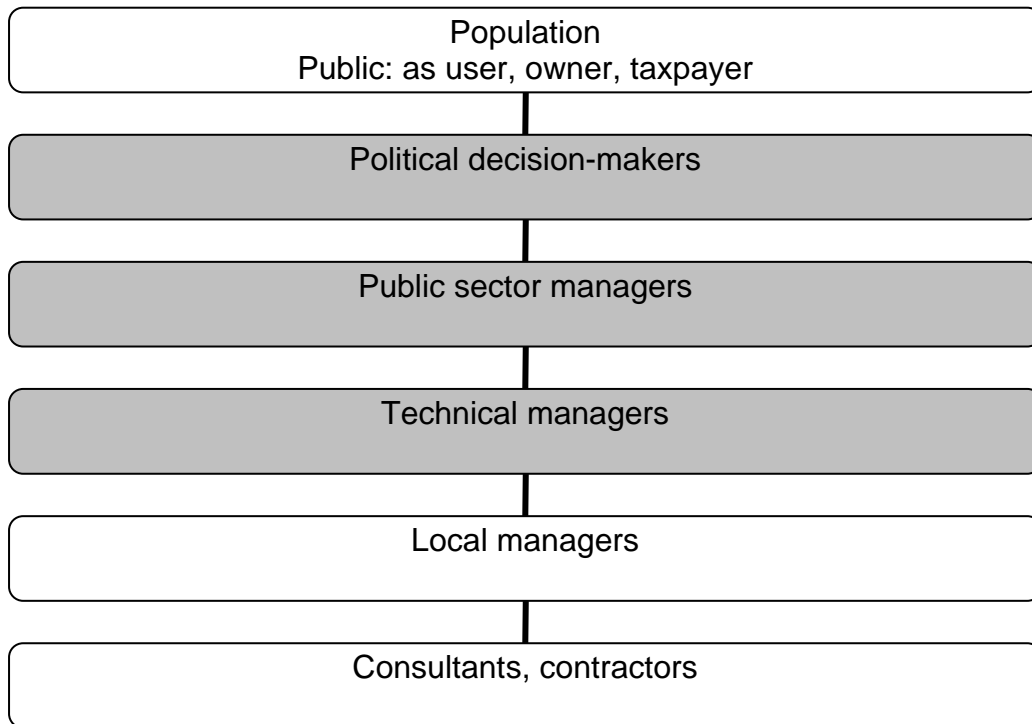 Population
Public: as user, owner, taxpayer
Political decision-makers
Public sector managers
Technical managers
Local managers
Consultants, contractors